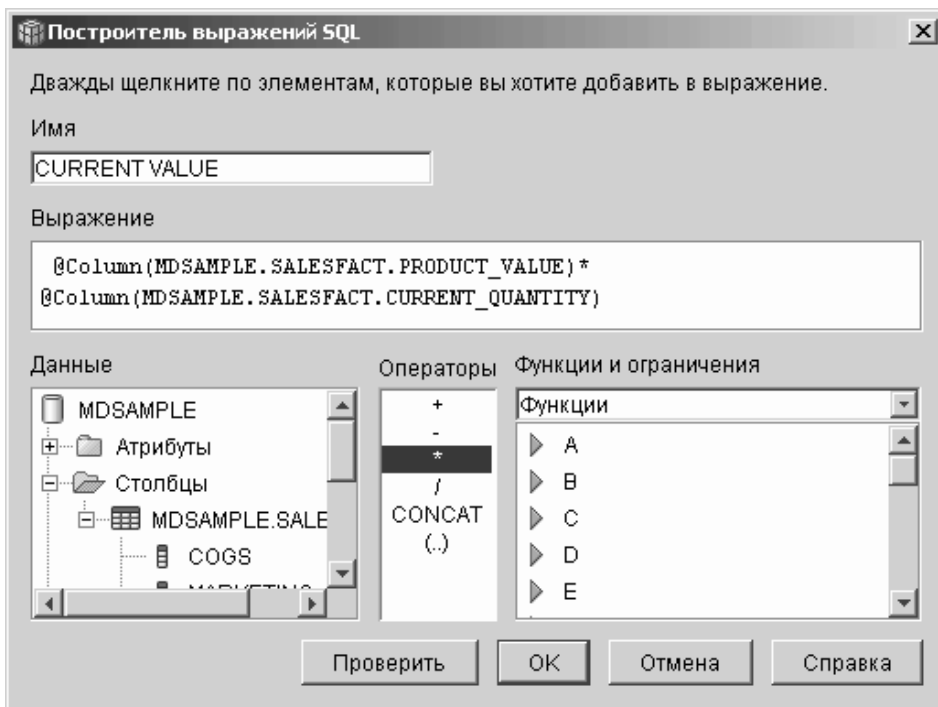 Построитель выражений SQL
Дважды щелкните по элементам, которые вы хотите добавить в выражение.
Имя
CURRENT VALUE
Выражение
@Column(MDSAMPLE.SALESFACT.PRODUCT_VALUE)*
@Column(MDSAMPLE.SALESFACT.CURRENT_QUANTITY)
Данные
MDSAMPLE
Атрибуты
Столбцы
MDSAMPLE.SALE
COGS
Операторы
+
-
*
/
CONCAT
(..)
Функции и ограничения
Функции
A
B
C
D
E
Проверить
OK
Отмена
Справка